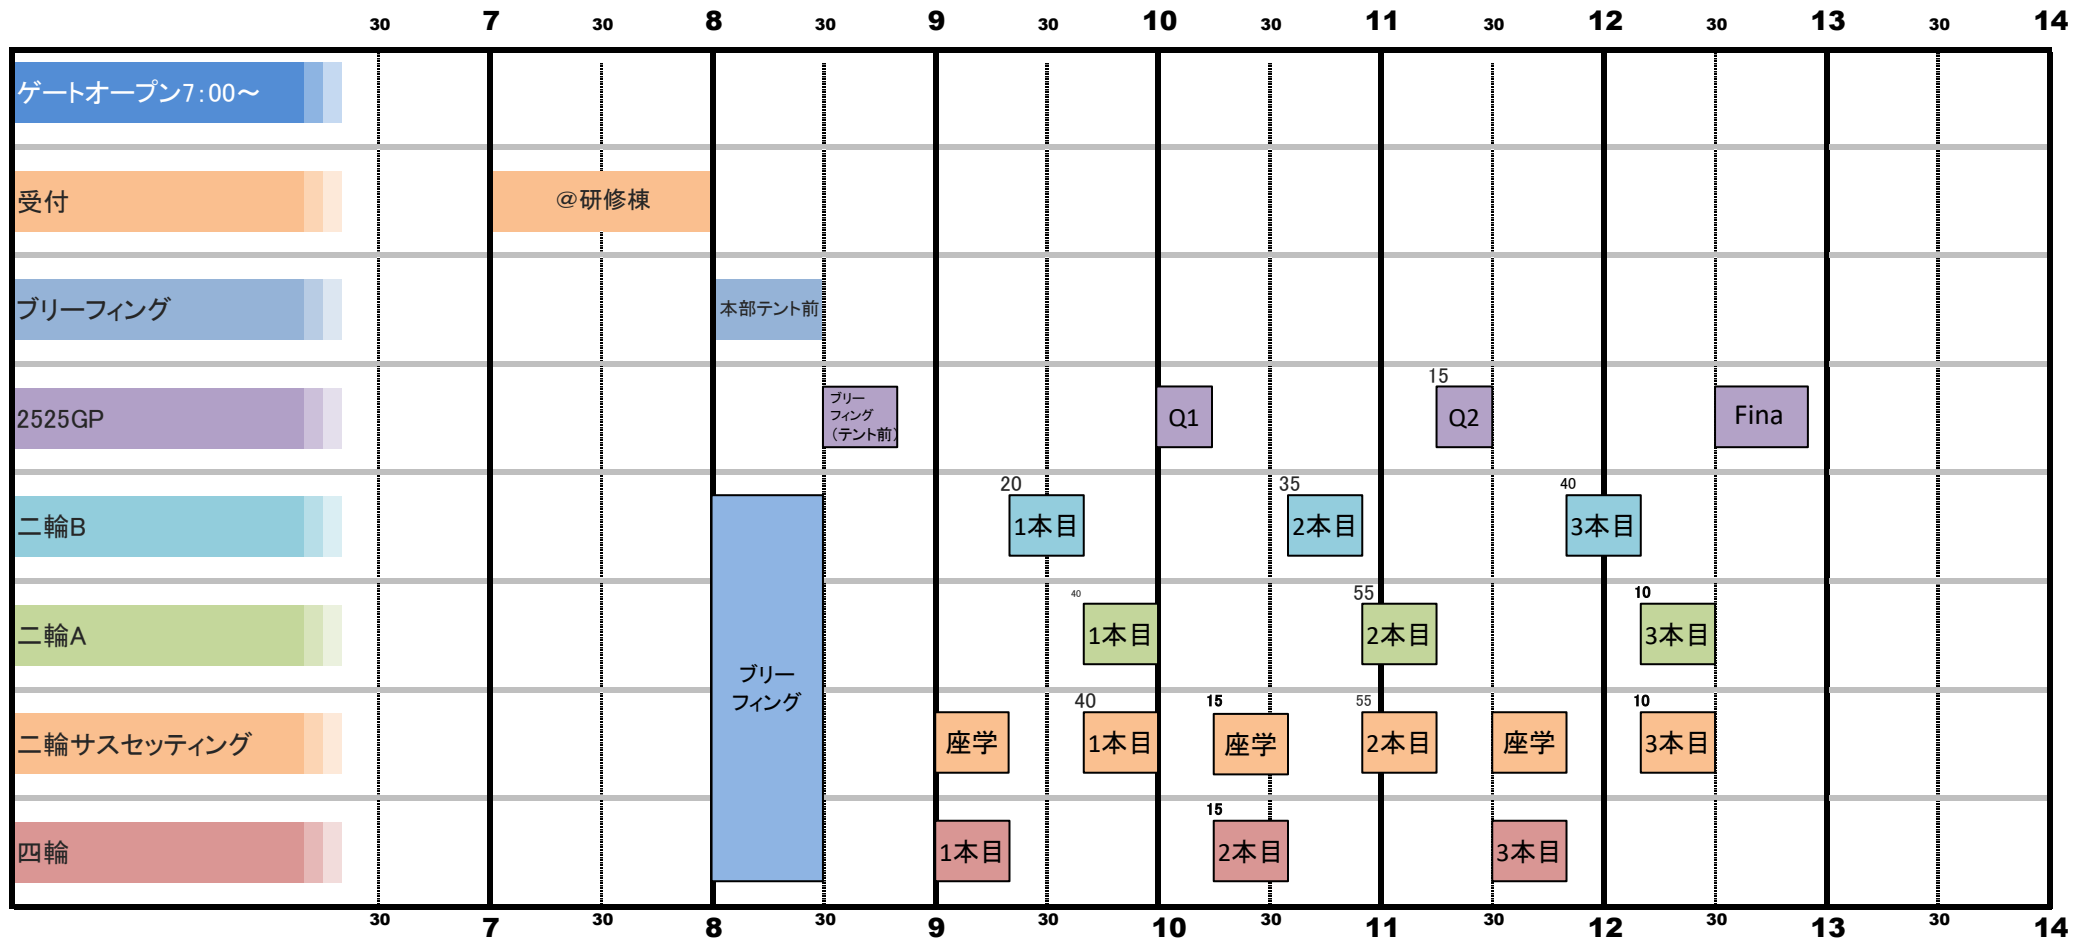 30 7 30 8 30 9 30 10 30 11 30 12 30 13 30 14
ゲートオープン7:00～
受付
@研修棟
ブリーフィング
本部テント前
2525GP
ブリー
フィング
(テント前)
Q1
15
Q2
Fina
二輪B
20
1本目
35
2本目
40
3本目
二輪A
40
1本目
55
2本目
10
3本目
ブリー
フィング
二輪サスセッティング
座学
40
1本目
15
座学
55
2本目
座学
10
3本目
四輪
1本目
15
2本目
3本目
30 7 30 8 30 9 30 10 30 11 30 12 30 13 30 14